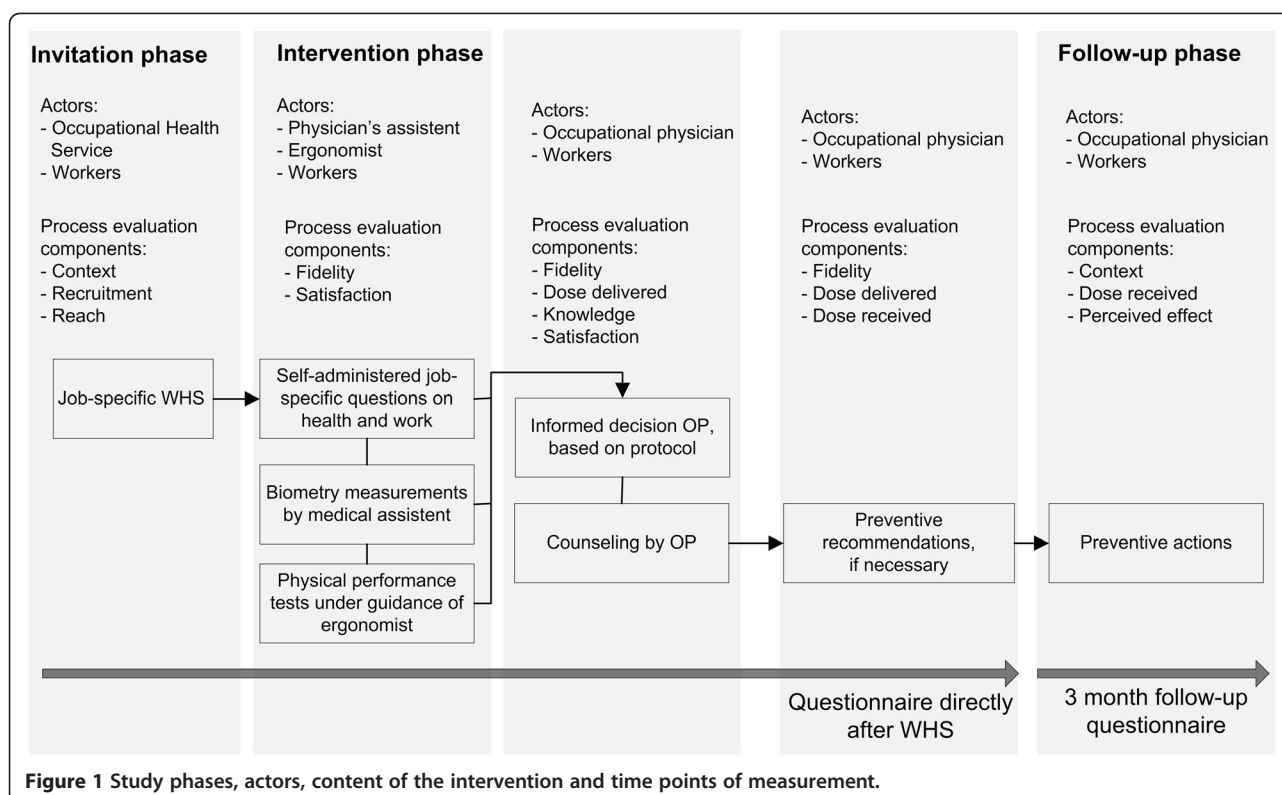 Invitation phase
Actors:
- Occupational Health
Service
- Workers
Process evaluation
components:
- Context
- Recruitment
- Reach
Job-specific WHS
Intervention phase
Actors:
- Physician's assistent
- Ergonomist
- Workers
Process evaluation
components:
- Fidelity
- Satisfaction
Self-administered job-
specific questions on
health and work
Biometry measurements
by medical assistent
Physical performance
tests under guidance of
ergonomist
Actors:
- Occupational physician
- Workers
Process evaluation
components:
- Fidelity
- Dose delivered
- Knowledge
- Satisfaction
Informed decision OP,
based on protocol
Counseling by OP
Actors:
- Occupational physician
- Workers
Process evaluation
components:
- Fidelity
- Dose delivered
- Dose received
Preventive
recommendations,
if necessary
Follow-up phase
Actors:
- Occupational physician
- Workers
Process evaluation
components:
- Context
- Dose received
- Perceived effect
Preventive actions
Questionnaire directly
after WHS
3 month follow-up
questionnaire
Figure 1 Study phases, actors, content of the intervention and time points of measurement.